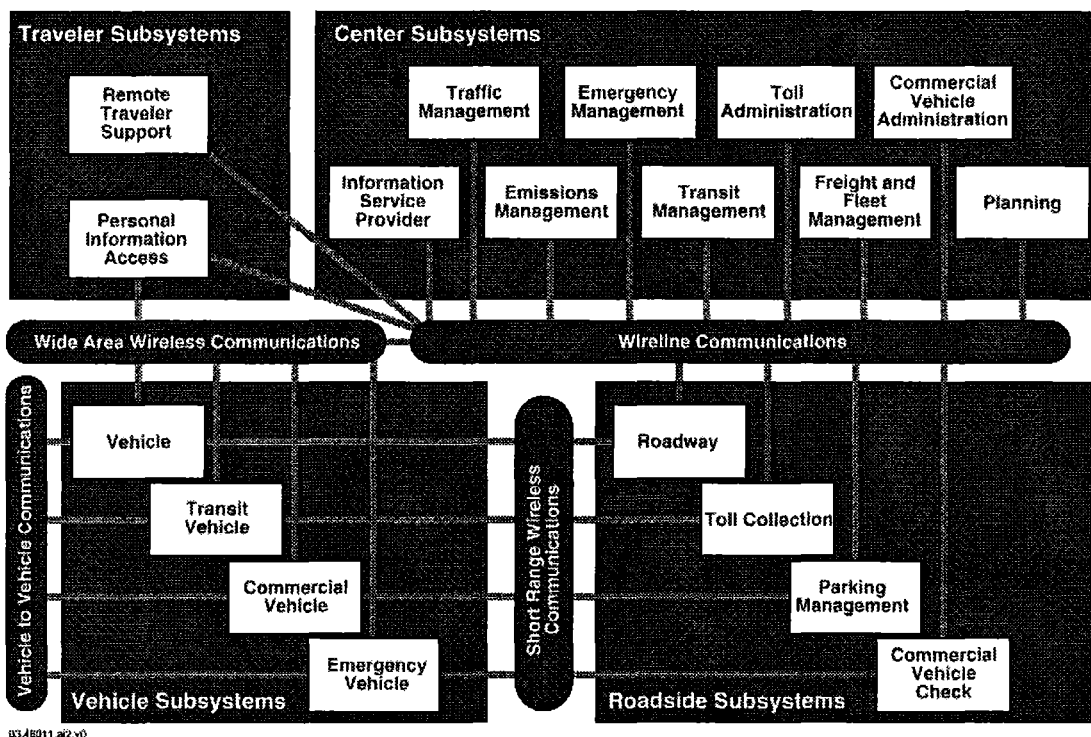 Traveler Subsystems
Remote
Traveler
Support
Personal
Information
Access
Center Subsystems
Traffic
Management
Emergency
Management
Toll
Administration
Commercial
Vehicle
Administration
Information
Service
Provider
Emissions
Management
Transit
Management
Freight and
Fleet
Management
Planning
Wide Area Wireless Communications
Wireline Communications
Vehicle to Vehicle Communications
Vehicle
Transit
Vehicle
Commercial
Vehicle
Emergency
Vehicle
Vehicle Subsystems
Short Range Wireless
Communications
Roadway
Toll Collection
Parking
Management
Commercial
Vehicle
Check
Roadside Subsystems